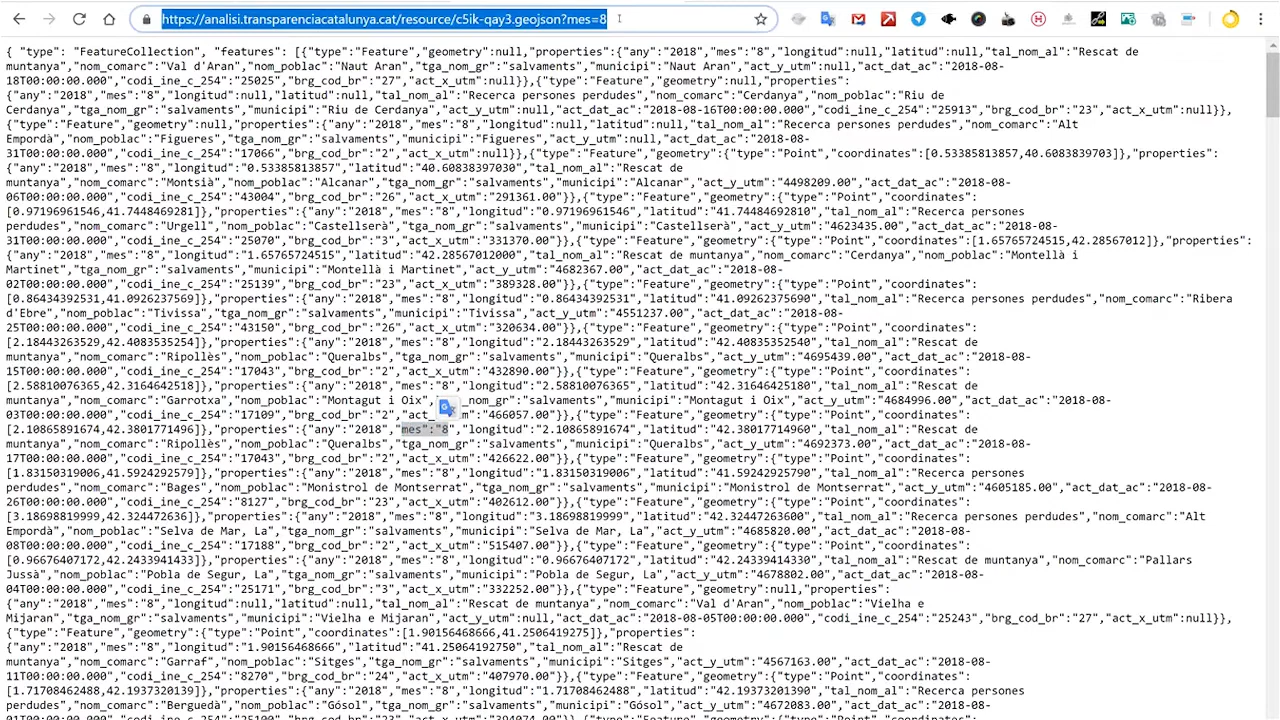 https://analisi.transparenciacatalunya.cat/resource/c5ik-qay3.geojson?mes=8
{ "type": "FeatureCollection", "features": [{"type":"Feature","geometry":null,"properties":{"any":"2018","mes":"8","longitud":null,"latitud":null,"tal_nom_al":"Rescat de
muntanya","nom_comarc":"Val d'Aran","nom_poblac":"Naut Aran","tga_nom_gr":"salvaments","municipi":"Naut Aran","act_y_utm":null,"act_dat_ac":"2018-08-
18T00:00:00.000","codi_ine_c_254":"25025","brg_cod_br":"27","act_x_utm":null}},{"type":"Feature","geometry":null,"properties":
{"any":"2018","mes":"8","longitud":null,"latitud":null,"tal_nom_al":"Recerca persones perdudes","nom_comarc":"Cerdanya","nom_poblac":"Riu de
Cerdanya","tga_nom_gr":"salvaments","municipi":"Riu de Cerdanya","act_y_utm":null,"act_dat_ac":"2018-08-16T00:00:00.000","codi_ine_c_254":"25913","brg_cod_br":"23","act_x_utm":null}},
{"type":"Feature","geometry":null,"properties":{"any":"2018","mes":"8","longitud":null,"latitud":null,"tal_nom_al":"Recerca persones perdudes","nom_comarc":"Alt
Empordà","nom_poblac":"Figueres","tga_nom_gr":"salvaments","municipi":"Figueres","act_y_utm":null,"act_dat_ac":"2018-08-
31T00:00:00.000","codi_ine_c_254":"17066","brg_cod_br":"2","act_x_utm":null}},{"type":"Feature","geometry":{"type":"Point","coordinates":[0.53385813857,40.6083839703]},"properties":
{"any":"2018","mes":"8","longitud":"0.53385813857","latitud":"40.60838397030","tal_nom_al":"Rescat de
muntanya","nom_comarc":"Montsià","nom_poblac":"Alcanar","tga_nom_gr":"salvaments","municipi":"Alcanar","act_y_utm":"4498209.00","act_dat_ac":"2018-08-
06T00:00:00.000","codi_ine_c_254":"43004","brg_cod_br":"26","act_x_utm":"291361.00"}},{"type":"Feature","geometry":{"type":"Point","coordinates":
[0.97196961546,41.7448469281]},"properties":{"any":"2018","mes":"8","longitud":"0.97196961546","latitud":"41.74484692810","tal_nom_al":"Recerca persones
perdudes","nom_comarc":"Urgell","nom_poblac":"Castellserà","tga_nom_gr":"salvaments","municipi":"Castellserà","act_y_utm":"4623435.00","act_dat_ac":"2018-08-
31T00:00:00.000","codi_ine_c_254":"25070","brg_cod_br":"3","act_x_utm":"331370.00"}},{"type":"Feature","geometry":{"type":"Point","coordinates":[1.65765724515,42.28567012]},"properties":
{"any":"2018","mes":"8","longitud":"1.65765724515","latitud":"42.28567012000","tal_nom_al":"Rescat de muntanya","nom_comarc":"Cerdanya","nom_poblac":"Montellà i
Martinet","tga_nom_gr":"salvaments","municipi":"Montellà i Martinet","act_y_utm":"4682367.00","act_dat_ac":"2018-08-
02T00:00:00.000","codi_ine_c_254":"25139","brg_cod_br":"23","act_x_utm":"389328.00"}},{"type":"Feature","geometry":{"type":"Point","coordinates":
[0.86434392531,41.0926237569]},"properties":{"any":"2018","mes":"8","longitud":"0.86434392531","latitud":"41.09262375690","tal_nom_al":"Recerca persones perdudes","nom_comarc":"Ribera
d'Ebre","nom_poblac":"Tivissa","tga_nom_gr":"salvaments","municipi":"Tivissa","act_y_utm":"4551237.00","act_dat_ac":"2018-08-
25T00:00:00.000","codi_ine_c_254":"43150","brg_cod_br":"26","act_x_utm":"320634.00"}},{"type":"Feature","geometry":{"type":"Point","coordinates":
[2.18443263529,42.4083535254]},"properties":{"any":"2018","mes":"8","longitud":"2.18443263529","latitud":"42.40835352540","tal_nom_al":"Rescat de
muntanya","nom_comarc":"Ripollès","nom_poblac":"Queralbs","tga_nom_gr":"salvaments","municipi":"Queralbs","act_y_utm":"4695439.00","act_dat_ac":"2018-08-
15T00:00:00.000","codi_ine_c_254":"17043","brg_cod_br":"2","act_x_utm":"432890.00"}},{"type":"Feature","geometry":{"type":"Point","coordinates":
[2.58810076365,42.3164642518]},"properties":{"any":"2018","mes":"8","longitud":"2.58810076365","latitud":"42.31646425180","tal_nom_al":"Rescat de
muntanya","nom_comarc":"Garrotxa","nom_poblac":"Montagut i Oix", _nom_gr":"salvaments","municipi":"Montagut i Oix","act_y_utm":"4684996.00","act_dat_ac":"2018-08-
03T00:00:00.000","codi_ine_c_254":"17109","brg_cod_br":"2","act_ m":"466057.00"}},{"type":"Feature","geometry":{"type":"Point","coordinates":
[2.10865891674,42.3801771496]},"properties":{"any":"2018","mes":"8","longitud":"2.10865891674","latitud":"42.38017714960","tal_nom_al":"Rescat de
muntanya","nom_comarc":"Ripollès","nom_poblac":"Queralbs","tga_nom_gr":"salvaments","municipi":"Queralbs","act_y_utm":"4692373.00","act_dat_ac":"2018-08-
17T00:00:00.000","codi_ine_c_254":"17043","brg_cod_br":"2","act_x_utm":"426622.00"}},{"type":"Feature","geometry":{"type":"Point","coordinates":
[1.83150319006,41.5924292579]},"properties":{"any":"2018","mes":"8","longitud":"1.83150319006","latitud":"41.59242925790","tal_nom_al":"Recerca persones
perdudes","nom_comarc":"Bages","nom_poblac":"Monistrol de Montserrat","tga_nom_gr":"salvaments","municipi":"Monistrol de Montserrat","act_y_utm":"4605185.00","act_dat_ac":"2018-08-
26T00:00:00.000","codi_ine_c_254":"8127","brg_cod_br":"23","act_x_utm":"402612.00"}},{"type":"Feature","geometry":{"type":"Point","coordinates":
[3.18698819999,42.324472636]},"properties":{"any":"2018","mes":"8","longitud":"3.18698819999","latitud":"42.32447263600","tal_nom_al":"Recerca persones perdudes","nom_comarc":"Alt
Empordà","nom_poblac":"Selva de Mar, La","tga_nom_gr":"salvaments","municipi":"Selva de Mar, La","act_y_utm":"4685820.00","act_dat_ac":"2018-08-
08T00:00:00.000","codi_ine_c_254":"17188","brg_cod_br":"2","act_x_utm":"515407.00"}},{"type":"Feature","geometry":{"type":"Point","coordinates":
[0.96676407172,42.2433941433]},"properties":{"any":"2018","mes":"8","longitud":"0.96676407172","latitud":"42.24339414330","tal_nom_al":"Rescat de muntanya","nom_comarc":"Pallars
Jussà","nom_poblac":"Pobla de Segur, La","tga_nom_gr":"salvaments","municipi":"Pobla de Segur, La","act_y_utm":"4678802.00","act_dat_ac":"2018-08-
04T00:00:00.000","codi_ine_c_254":"25171","brg_cod_br":"3","act_x_utm":"332252.00"}},{"type":"Feature","geometry":null,"properties":
{"any":"2018","mes":"8","longitud":null,"latitud":null,"tal_nom_al":"Rescat de muntanya","nom_comarc":"Val d'Aran","nom_poblac":"Vielha e
Mijaran","tga_nom_gr":"salvaments","municipi":"Vielha e Mijaran","act_y_utm":null,"act_dat_ac":"2018-08-05T00:00:00.000","codi_ine_c_254":"25243","brg_cod_br":"27","act_x_utm":null}},
{"type":"Feature","geometry":{"type":"Point","coordinates":[1.90156468666,41.2506419275]},"properties":
{"any":"2018","mes":"8","longitud":"1.90156468666","latitud":"41.25064192750","tal_nom_al":"Rescat de
muntanya","nom_comarc":"Garraf","nom_poblac":"Sitges","tga_nom_gr":"salvaments","municipi":"Sitges","act_y_utm":"4567163.00","act_dat_ac":"2018-08-
11T00:00:00.000","codi_ine_c_254":"8270","brg_cod_br":"24","act_x_utm":"407970.00"}},{"type":"Feature","geometry":{"type":"Point","coordinates":
[1.71708462488,42.1937320139]},"properties":{"any":"2018","mes":"8","longitud":"1.71708462488","latitud":"42.19373201390","tal_nom_al":"Recerca persones
perdudes","nom_comarc":"Berguedà","nom_poblac":"Gósol","tga_nom_gr":"salvaments","municipi":"Gósol","act_y_utm":"4672083.00","act_dat_ac":"2018-08-